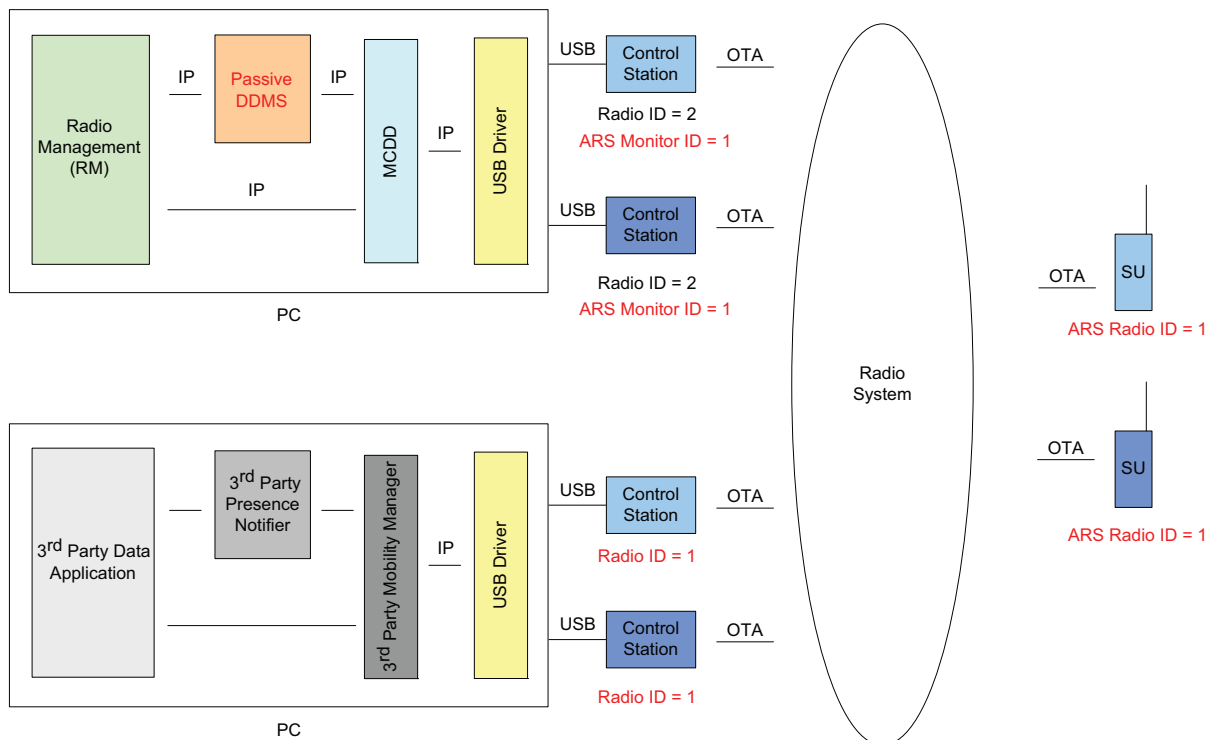 USB
Control
Station
OTA
IP
Passive
DDMS
IP
Radio
Management
(RM)
MCDD
IP
USB Driver
Radio ID = 2
ARS Monitor ID = 1
IP
USB
Control
Station
OTA
Radio ID = 2
ARS Monitor ID = 1
PC
OTA
SU
ARS Radio ID = 1
Radio
System
OTA
SU
ARS Radio ID = 1
3rd Party Data
Application
3rd Party
Presence
Notifier
3rd Party Mobility Manager
IP
USB Driver
USB
Control
Station
OTA
Radio ID = 1
USB
Control
Station
OTA
Radio ID = 1
PC